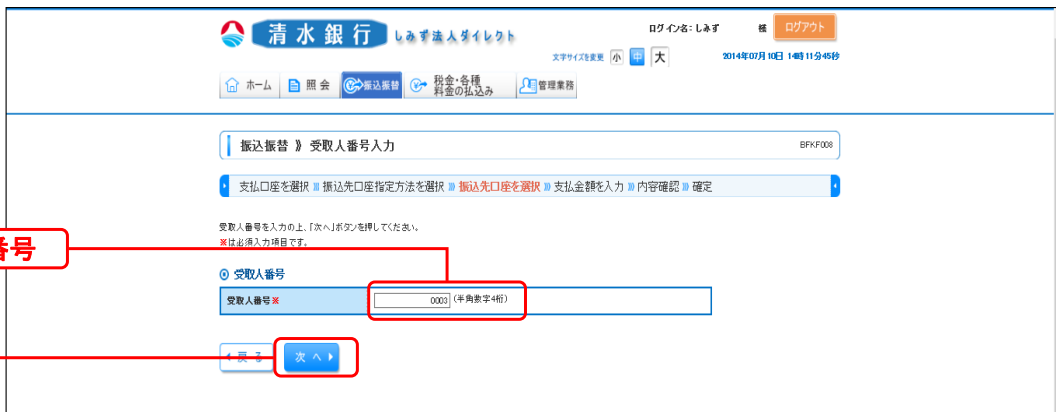 清水銀行 しみず法人ダイレクト
ログイン名：しみず 様 ログアウト
文字サイズを変更 小 中 大 2014年07月10日 14時11分45秒
ホーム 照会 振込振替 税金・各種料金の払込み 管理業務
振込振替 》 受取人番号入力 BFKF008
支払口座を選択 》 振込先口座指定方法を選択 》 振込先口座を選択 》 支払金額を入力 》 内容確認 》 確定
受取人番号を入力の上、「次へ」ボタンを押してください。
※は必須入力項目です。
番号
受取人番号
受取人番号※ 0003 (半角数字4桁)
戻る 次へ